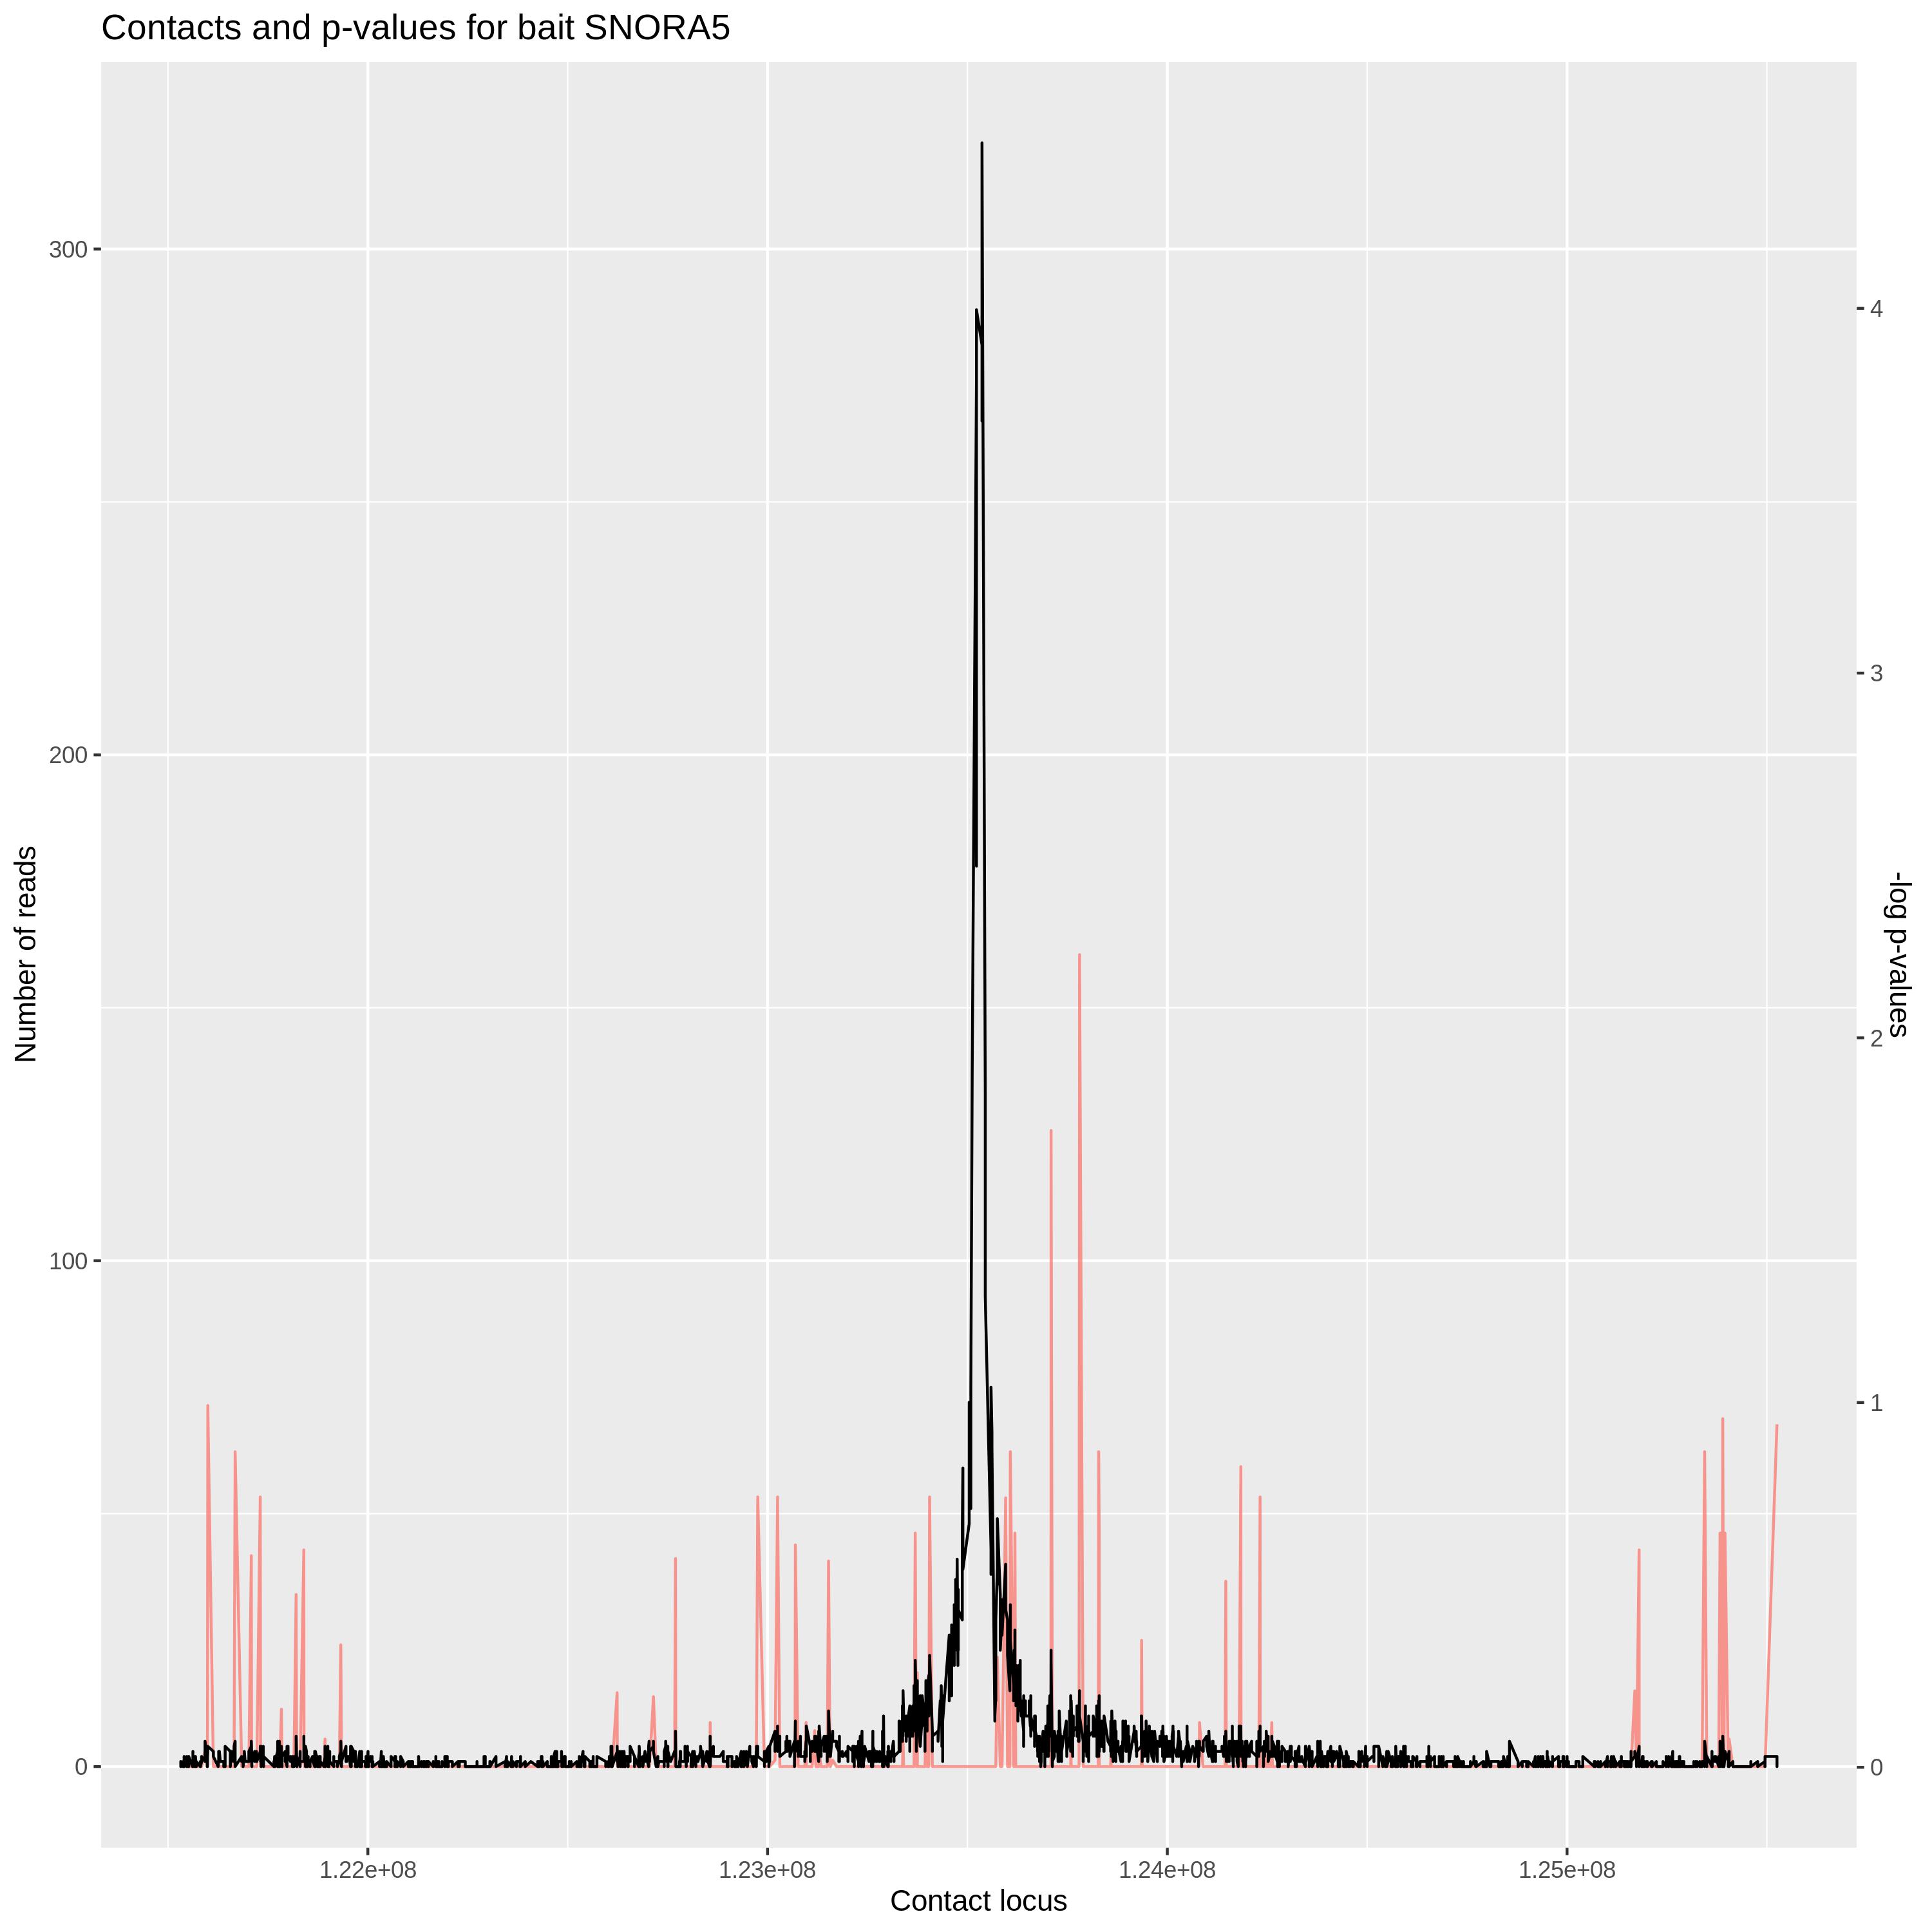 Contacts and p-values for bait SNORA5
300
200
100
0
Number of reads
4
3
2
1
0
-log p-values
1.22e+08
1.23e+08
1.24e+08
1.25e+08
Contact locus